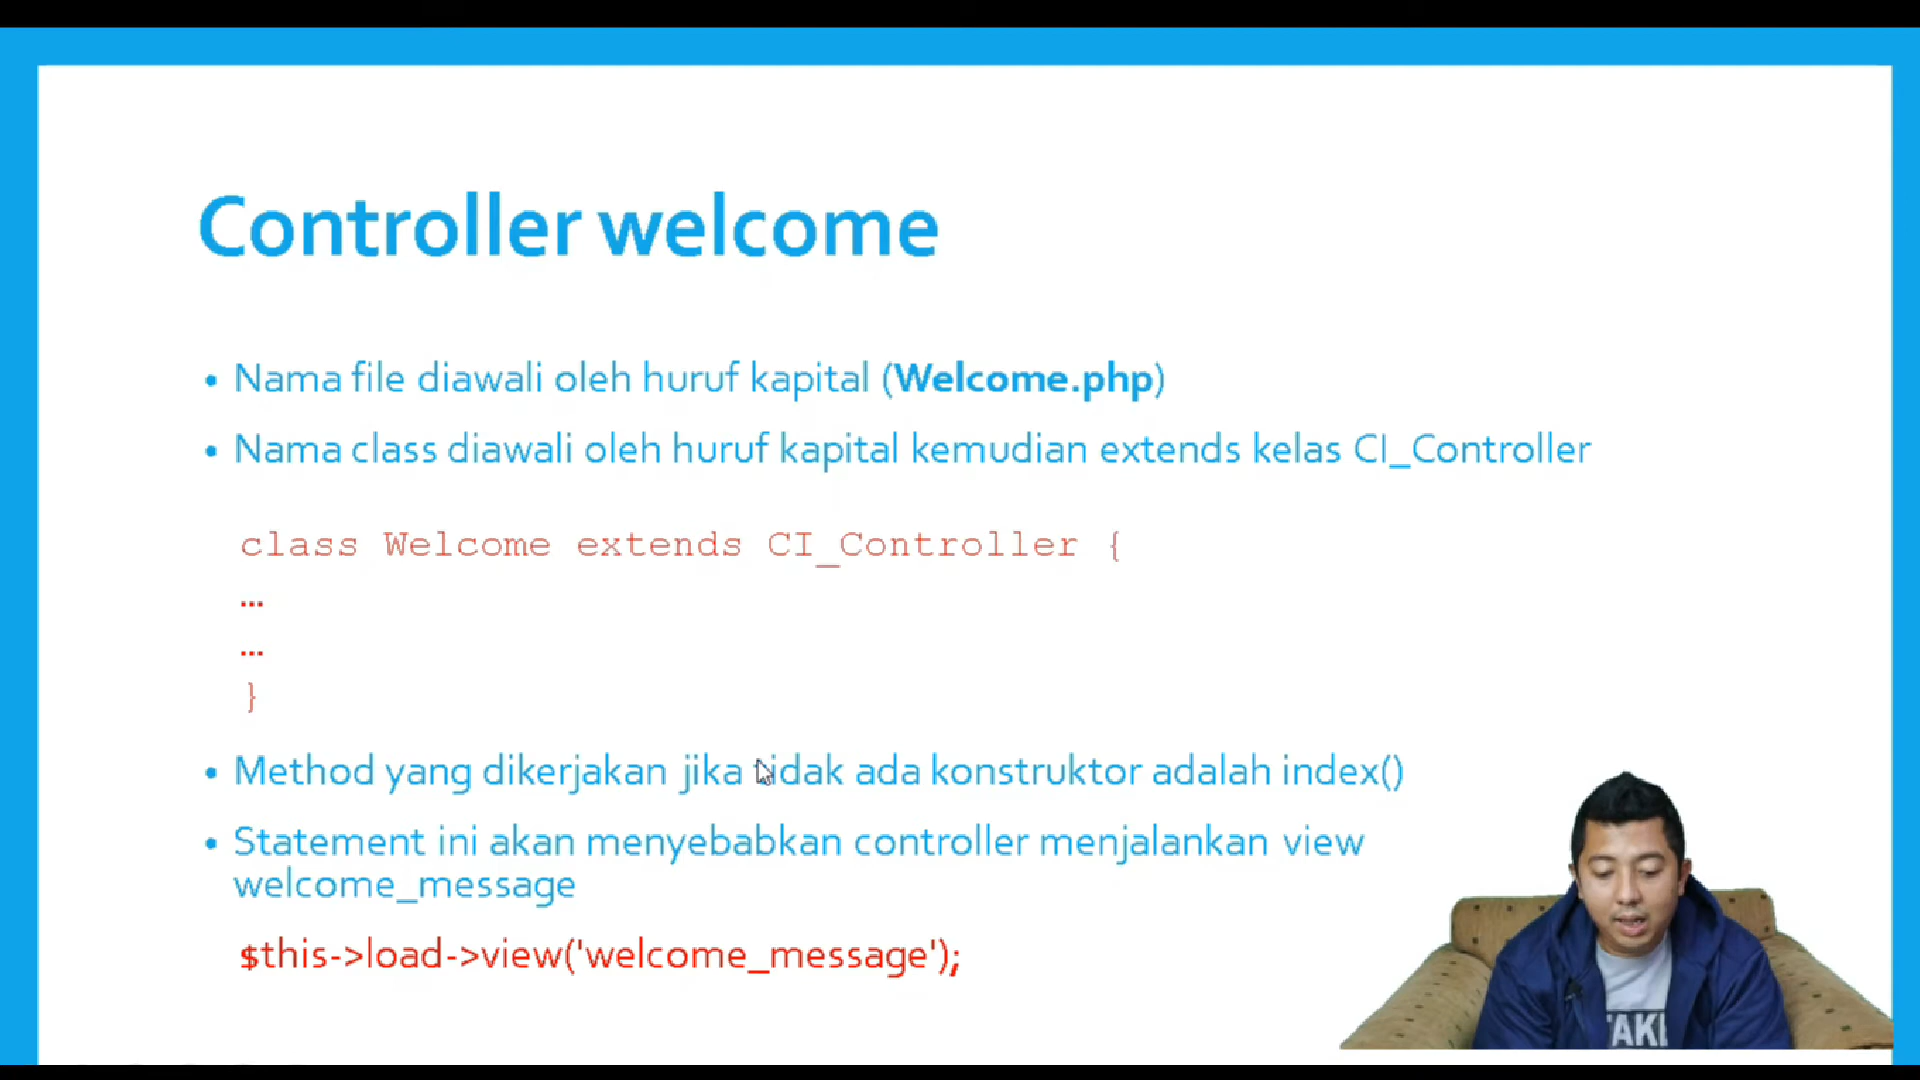 Controller welcome
• Nama file diawali oleh huruf kapital (Welcome.php)
• Nama class diawali oleh huruf kapital kemudian extends kelas CI_Controller
class Welcome extends CI_Controller {
...
...
}
• Method yang dikerjakan jika tidak ada konstruktor adalah index()
• Statement ini akan menyebabkan controller menjalankan view
welcome_message
$this->load->view('welcome_message');
TAKE